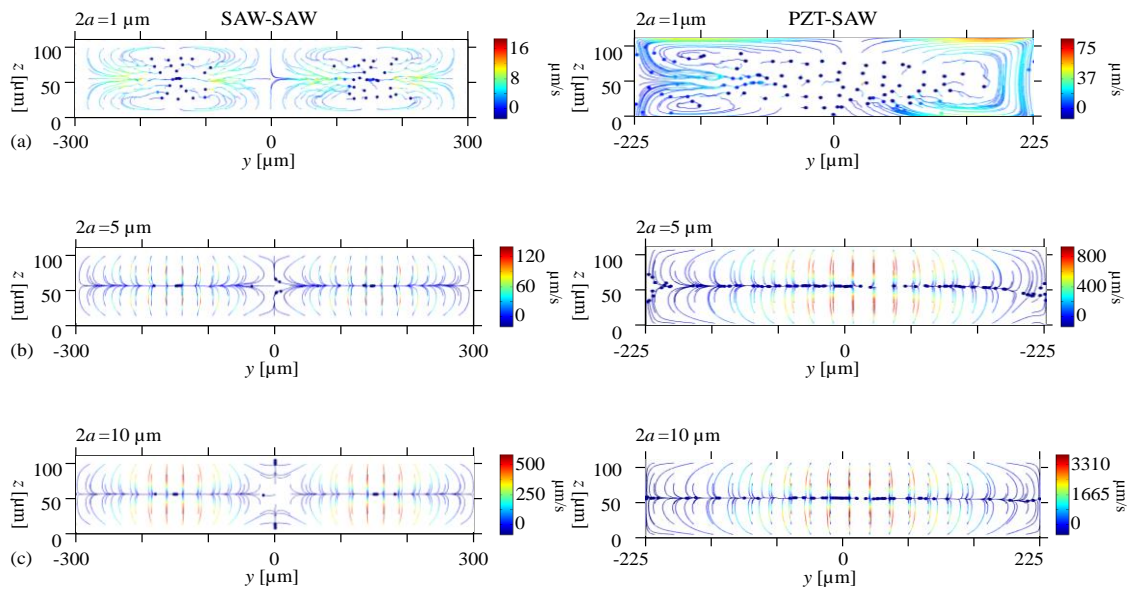 SAW-SAW PZT-SAW
2a=1 µm 2a=1µm
100 50 0 z [µm] 16 8 0 µm/s 100 50 0 z [µm] 75 37 0 µm/s
(a) -300 0 300 -225 0 225
y [µm] y [µm]
2a=5 µm 2a=5 µm
100 50 0 z [µm] 120 60 0 µm/s 100 50 0 z [µm] 800 400 0 µm/s
(b) -300 0 300 -225 0 -225
y [µm] y [µm]
2a=10 µm 2a=10 µm
100 50 0 z [µm] 500 250 0 µm/s 100 50 0 z [µm] 3310 1665 0 µm/s
(c) -300 0 300 -225 0 225
y [µm] y [µm]